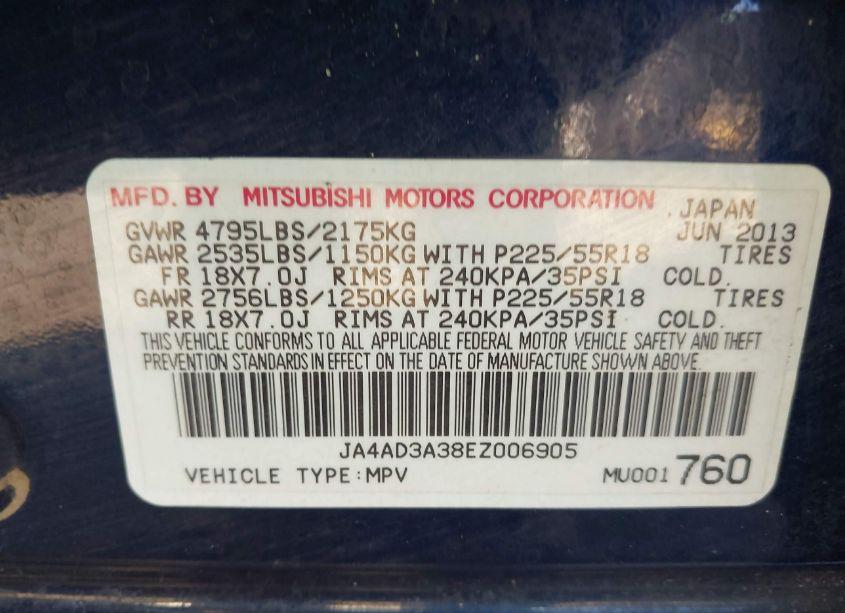 MFD. BY MITSUBISHI MOTORS CORPORATION . JAPAN
GVWR 4795LBS/2175KG JUN 2013
GAWR 2535LBS/1150KG WITH P225/55R18 TIRES
FR 18X7.0J RIMS AT 240KPA/35PSI COLD.
GAWR 2756LBS/1250KG WITH P225/55R18 TIRES
RR 18X7.0J RIMS AT 240KPA/35PSI COLD.
THIS VEHICLE CONFORMS TO ALL APPLICABLE FEDERAL MOTOR VEHICLE SAFETY AND THEFT
PREVENTION STANDARDS IN EFFECT ON THE DATE OF MANUFACTURE SHOWN ABOVE.
JA4AD3A38EZ006905
VEHICLE TYPE:MPV MU001 760